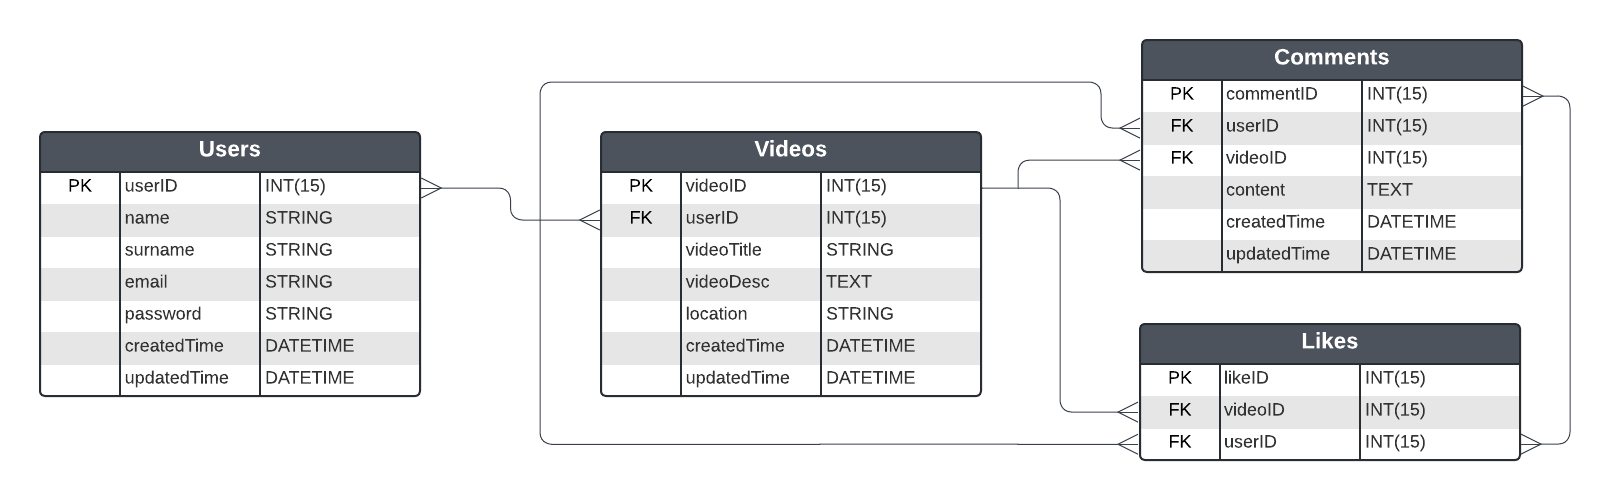 Users
PK userID INT(15)
name STRING
surname STRING
email STRING
password STRING
createdTime DATETIME
updatedTime DATETIME
Videos
PK videoID INT(15)
FK userID INT(15)
videoTitle STRING
videoDesc TEXT
location STRING
createdTime DATETIME
updatedTime DATETIME
Comments
PK commentID INT(15)
FK userID INT(15)
FK videoID INT(15)
content TEXT
createdTime DATETIME
updatedTime DATETIME
Likes
PK likeID INT(15)
FK videoID INT(15)
FK userID INT(15)